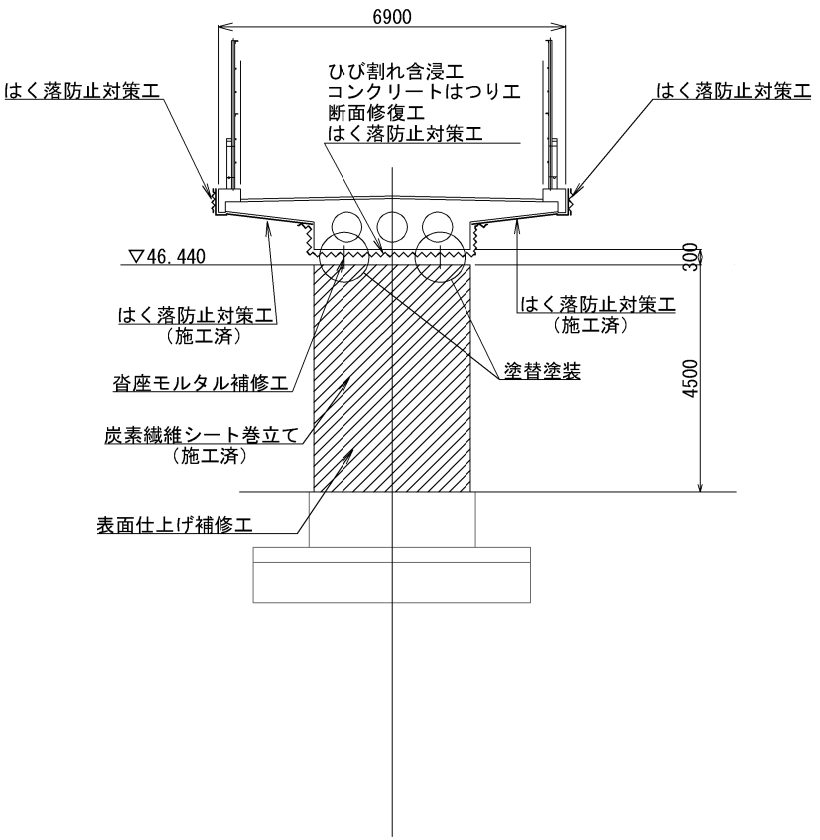 6900
はく落防止対策工
ひび割れ含浸工
コンクリートはつり工
断面修復工
はく落防止対策工
はく落防止対策工
▽46.440
300
はく落防止対策工
(施工済)
はく落防止対策工
(施工済)
沓座モルタル補修工
塗替塗装
4500
炭素繊維シート巻立て
(施工済)
表面仕上げ補修工